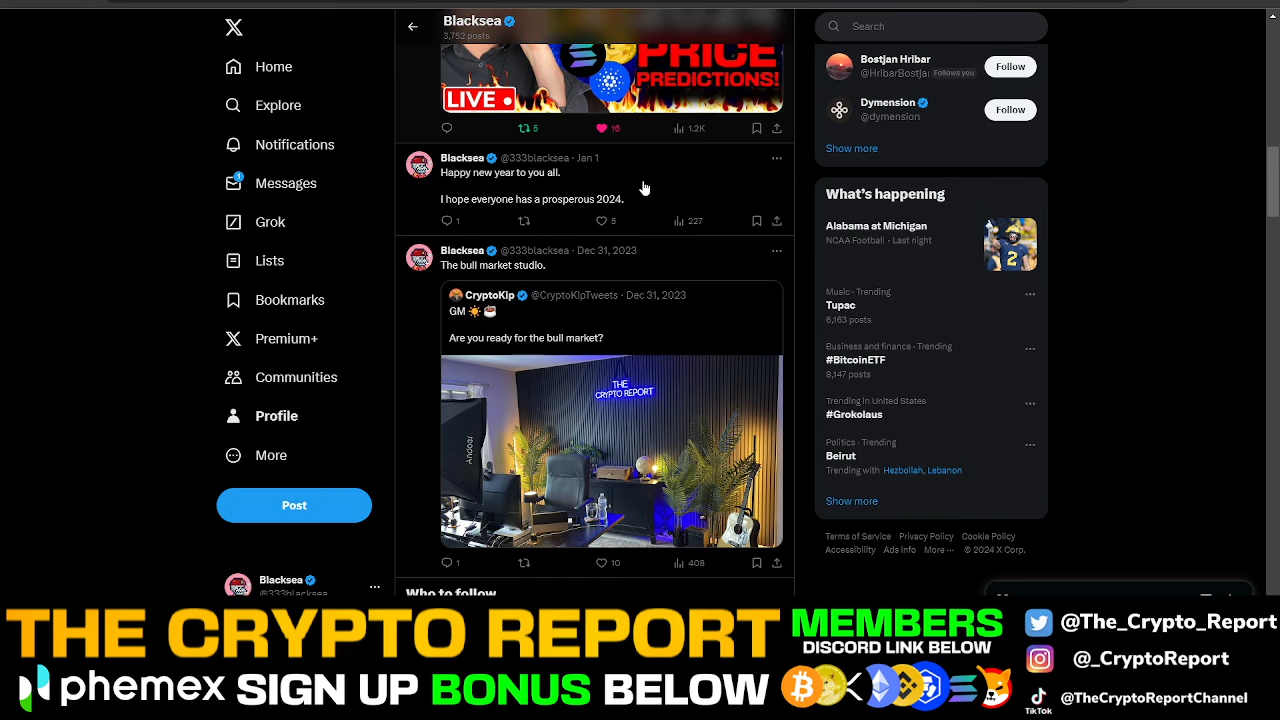 Home
Explore
Notifications
1
Messages
Grok
Lists
Bookmarks
Premium+
Communities
Profile
More
Post
Blacksea
@333blacksea
Blacksea
3,752 posts
PRICE
PREDICTIONS!
LIVE
5
16
1.2K
Blacksea @333blacksea · Jan 1
Happy new year to you all.
I hope everyone has a prosperous 2024.
1
5
227
Blacksea @333blacksea · Dec 31, 2023
The bull market studio.
CryptoKip @CryptoKipTweets · Dec 31, 2023
GM
Are you ready for the bull market?
THE
CRYPTO REPORT
1
10
408
Who to follow
Search
Bostjan Hribar
@HribarBostja Follows you
Follow
Dymension
@dymension
Follow
Show more
What's happening
Alabama at Michigan
NCAA Football · Last night
Music · Trending
Tupac
6,163 posts
Business and finance · Trending
#BitcoinETF
8,147 posts
Trending in United States
#Grokolaus
Politics · Trending
Beirut
Trending with Hezbollah, Lebanon
Show more
Terms of Service Privacy Policy Cookie Policy
Accessibility Ads info More ··· © 2024 X Corp.
THE CRYPTO REPORT
phemex SIGN UP BONUS BELOW
MEMBERS
DISCORD LINK BELOW
@The_Crypto_Report
@_CryptoReport
TikTok
@TheCryptoReportChannel